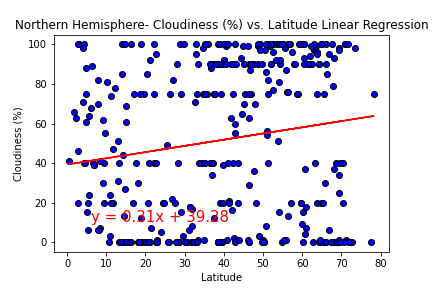 Northern Hemisphere- Cloudiness (%) vs. Latitude Linear Regression
100
80
60
40
20
0
Cloudiness (%)
y = 0.31x + 39.28
0 10 20 30 40 50 60 70 80
Latitude